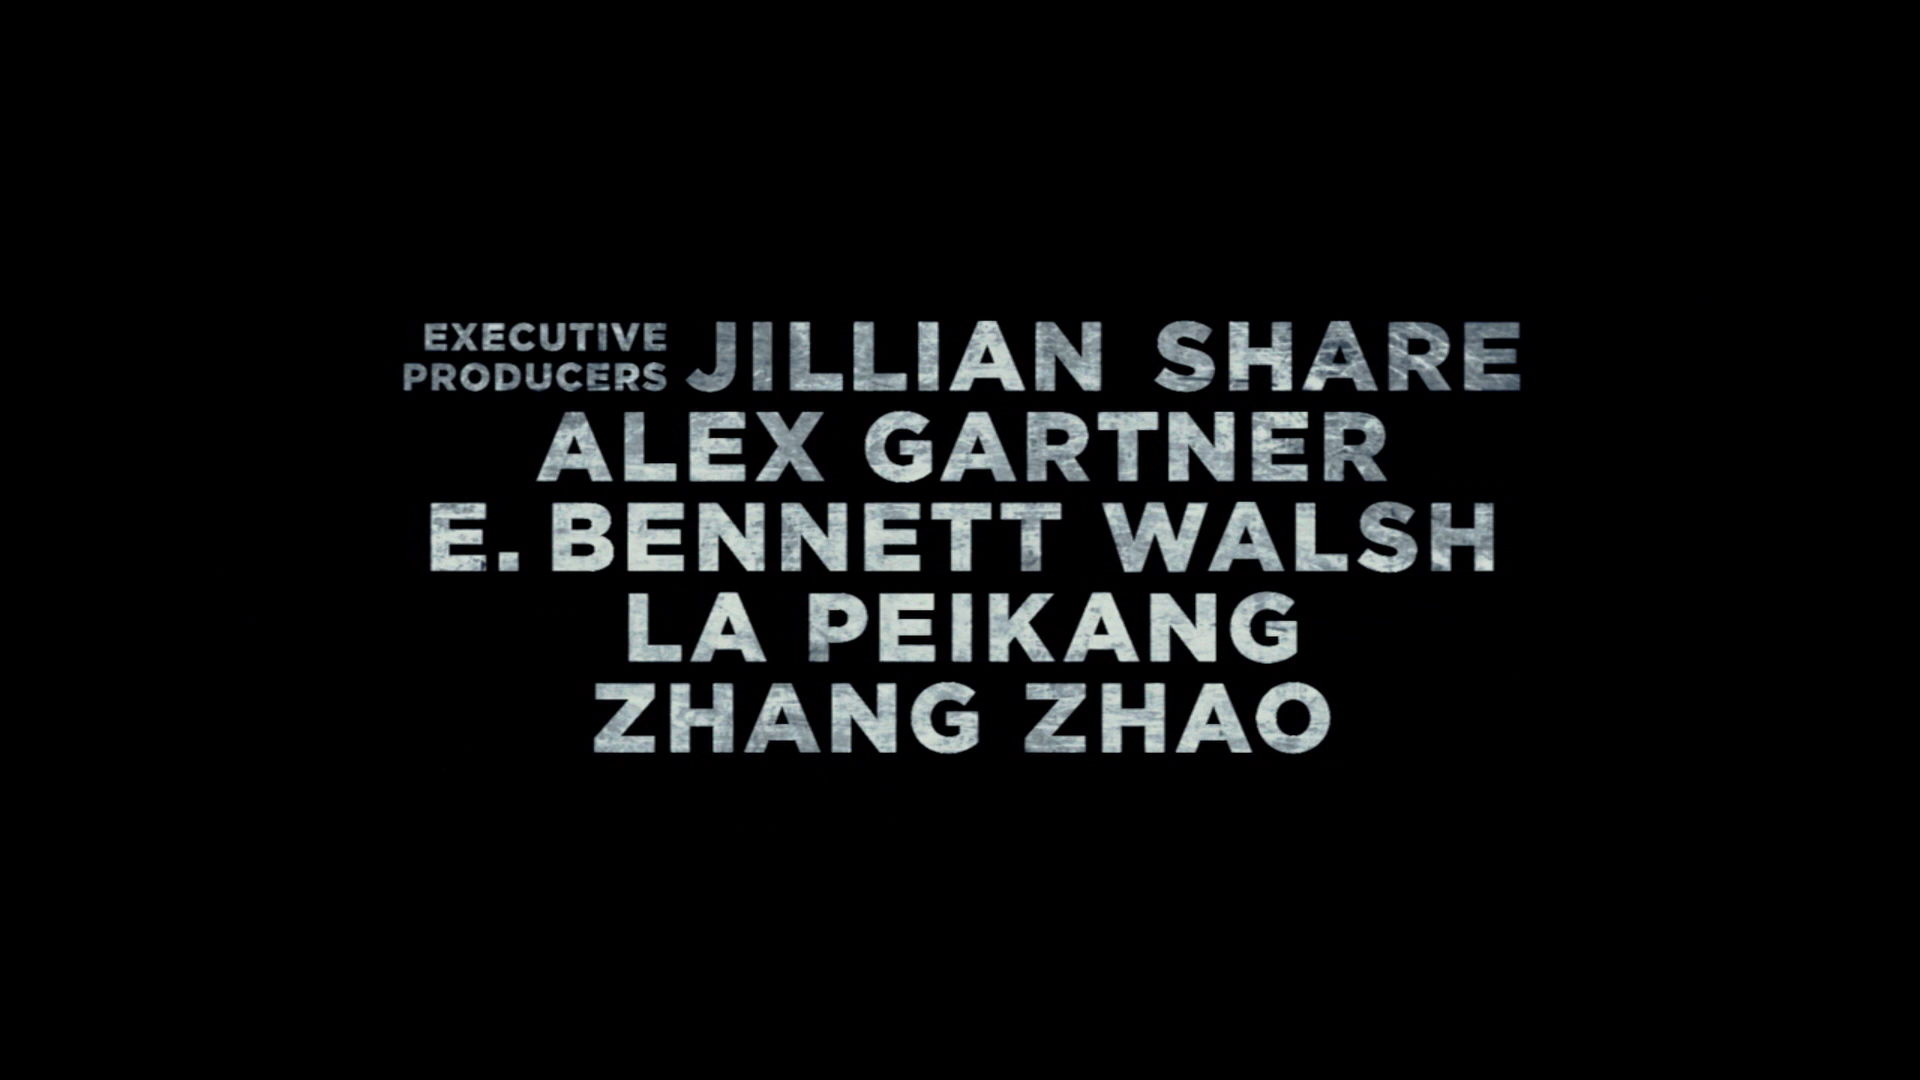 EXECUTIVE
PRODUCERS
JILLIAN SHARE
ALEX GARTNER
E. BENNETT WALSH
LA PEIKANG
ZHANG ZHAO